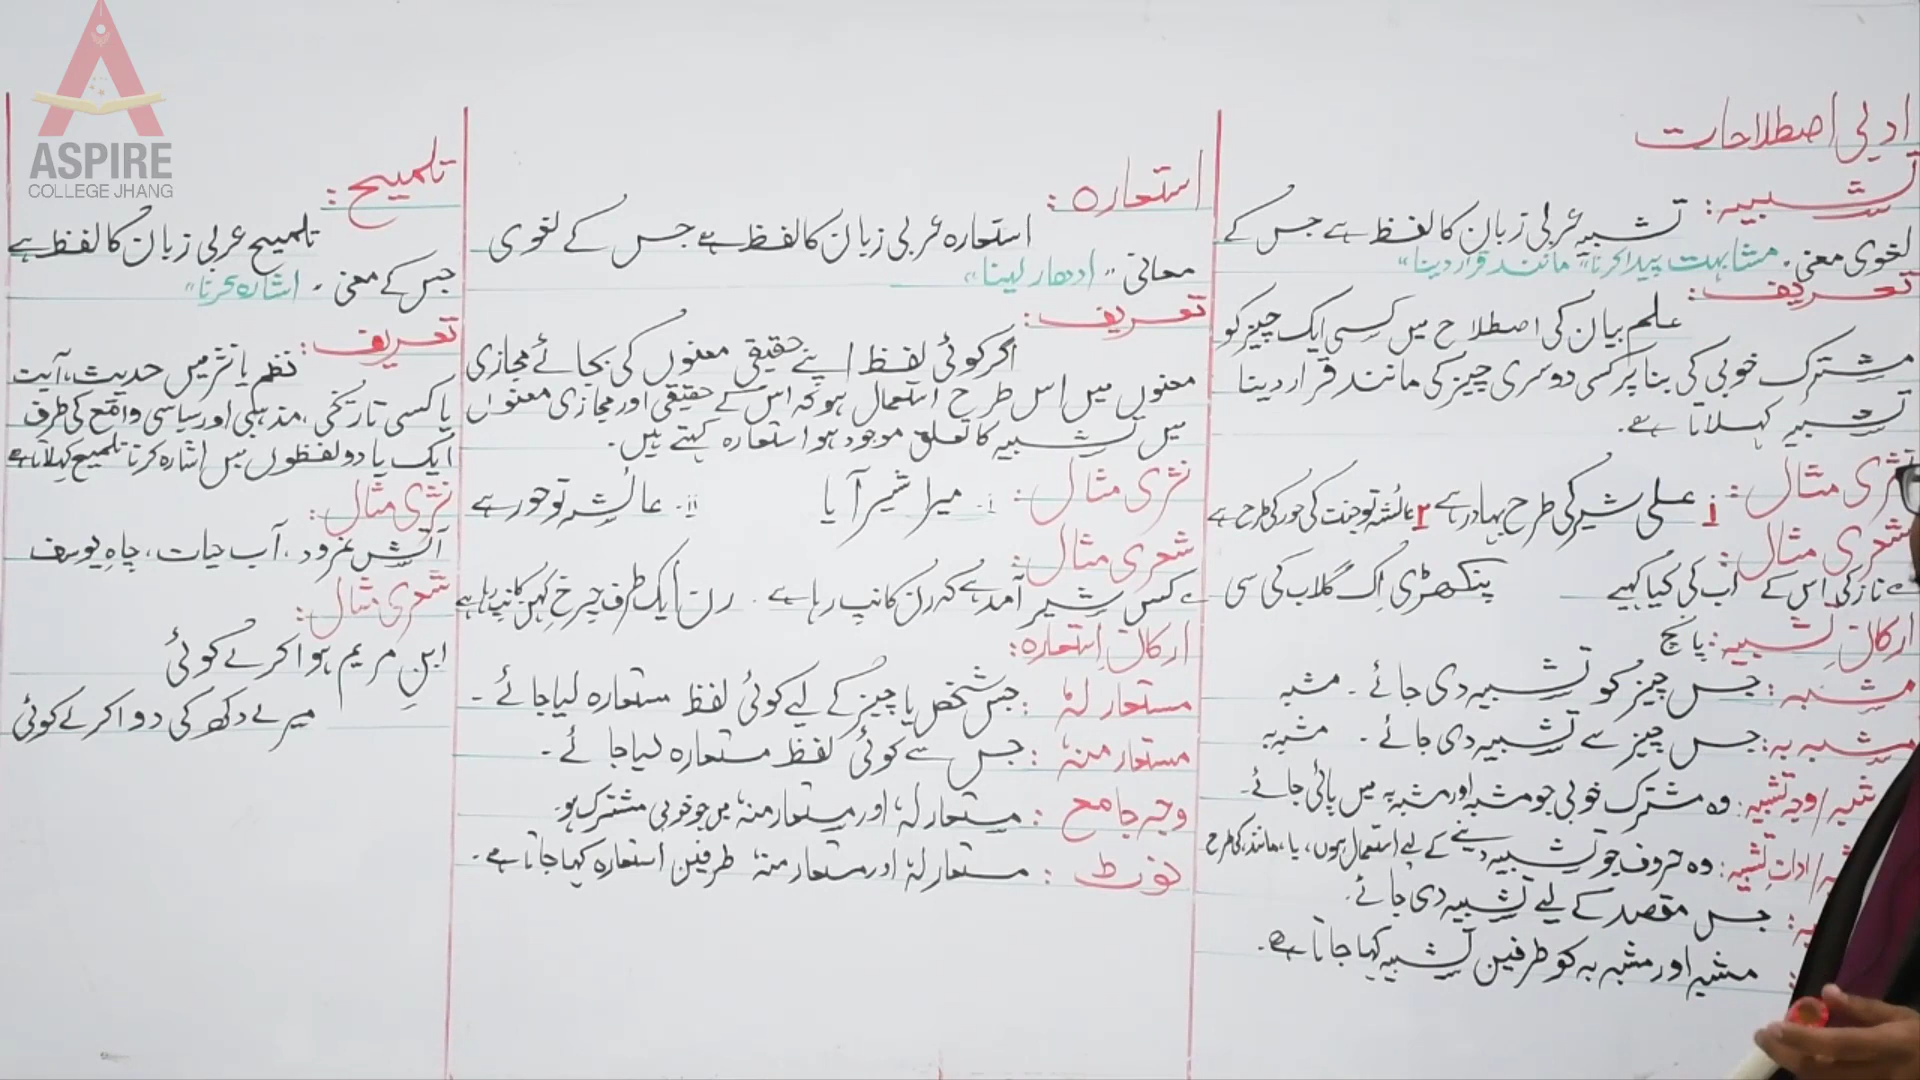 ادبی اصطلاحات
تشبیہ:
تشبیہ عربی زبان کا لفظ ہے جس کے
لغوی معنی "مشابہت پیدا کرنا" "مانند قرار دینا"
تعریف:
علم بیان کی اصطلاح میں کسی ایک چیز کو
مشترک خوبی کی بنا پر کسی دوسری چیز کی مانند قرار دینا
تشبیہ کہلاتا ہے۔
نثری مثال:
1 علی شیر کی طرح بہادر ہے ۲ عائشہ تو جنت کی حور کی طرح ہے
شعری مثال:
نازکی اس کے لب کی کیا کہیے پنکھڑی اِک گلاب کی سی
ارکانِ تشبیہ: پانچ
مشبہ: جس چیز کو تشبیہ دی جائے۔ مشبہ
مشبہ بہ: جس چیز سے تشبیہ دی جائے۔ مشبہ بہ
شبہ/وجہ تشبیہ: وہ مشترک خوبی جو مشبہ اور مشبہ بہ میں پائی جائے۔
/اداتِ تشبیہ: وہ حروف جو تشبیہ دینے کے لیے استعمال ہوں، یا، مانند، کی طرح
جس مقصد کے لیے تشبیہ دی جائے۔
مشبہ اور مشبہ بہ کو طرفین تشبیہ کہا جاتا ہے۔
استعارہ:
استعارہ عربی زبان کا لفظ ہے جس کے لغوی
معانی "ادھار لینا"
تعریف:
اگر کوئی لفظ اپنے حقیقی معنوں کی بجائے مجازی
معنوں میں اس طرح استعمال ہو کہ اس کے حقیقی اور مجازی معنوں
میں تشبیہ کا تعلق موجود ہو استعارہ کہتے ہیں۔
نثری مثال:
i. میرا شیر آیا ii. عائشہ تو حور ہے
شعری مثال:
کس شیر کی آمد ہے کہ رن کانپ رہا ہے۔ رن ایک طرف چرخِ کہن کانپ رہا ہے
ارکانِ استعارہ:
مستعار لہٗ: جس شخص یا چیز کے لیے کوئی لفظ مستعارہ لیا جائے۔
مستعار منہٗ: جس سے کوئی لفظ مستعارہ لیا جائے۔
وجہ جامع: مستعار لہٗ اور مستعار منہٗ میں جو خوبی مشترک ہو۔
نوٹ: مستعار لہٗ اور مستعار منہٗ طرفین استعارہ کہا جاتا ہے۔
تلمیح:
تلمیح عربی زبان کا لفظ ہے
جس کے معنی "اشارہ کرنا"
تعریف:
نظم یا نثر میں حدیث، آیت
یا کسی تاریخی، مذہبی اور سیاسی واقع کی طرف
ایک یا دو لفظوں میں اشارہ کرنا تلمیح کہلاتا ہے
نثری مثال:
آتش نمرود، آب حیات، چاہِ یوسف
شعری مثال:
ابنِ مریم ہوا کرے کوئی
میرے دکھ کی دوا کرے کوئی
ASPIRE
COLLEGE JHANG